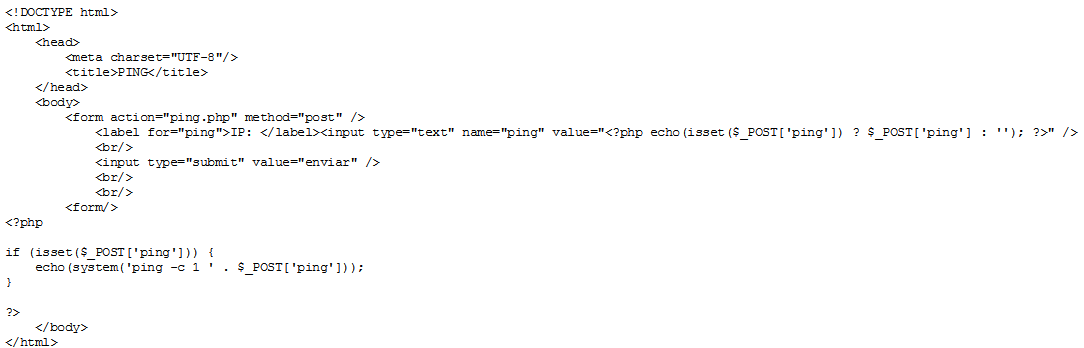 <!DOCTYPE html>
<html>
    <head>
        <meta charset="UTF-8"/>
        <title>PING</title>
    </head>
    <body>
        <form action="ping.php" method="post" />
            <label for="ping">IP: </label><input type="text" name="ping" value="<?php echo(isset($_POST['ping']) ? $_POST['ping'] : ''); ?>" />
            <br/>
            <input type="submit" value="enviar" />
            <br/>
            <br/>
        <form/>
<?php

if (isset($_POST['ping'])) {
    echo(system('ping -c 1 ' . $_POST['ping']));
}

?>
    </body>
</html>